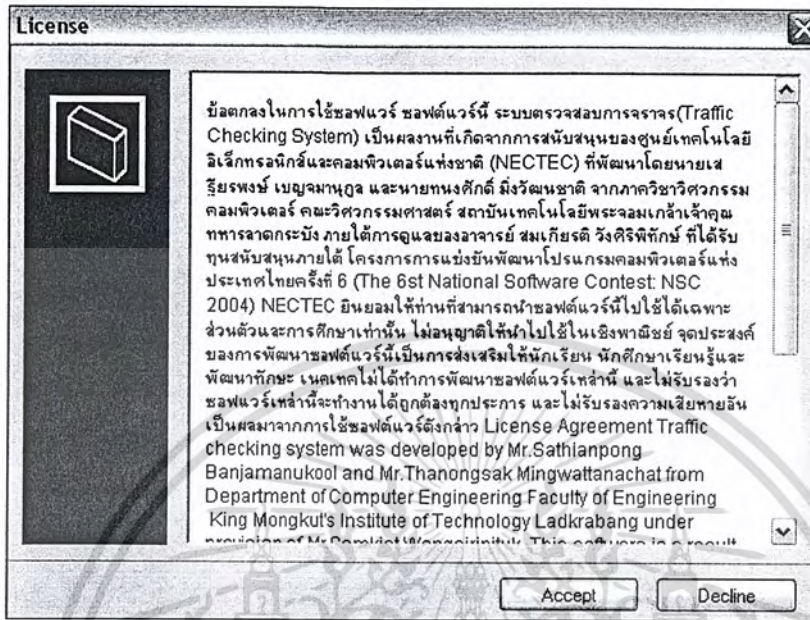 License
ข้อตกลงในการใช้ซอฟแวร์ ซอฟต์แวร์นี้ ระบบตรวจสอบการจราจร(Traffic
Checking System) เป็นผลงานที่เกิดจากการสนับสนุนของศูนย์เทคโนโลยี
อิเล็กทรอนิกส์และคอมพิวเตอร์แห่งชาติ (NECTEC) ที่พัฒนาโดยนายเส
ฐียรพงษ์ เบญจมานุกูล และนายทนงศักดิ์ มิ่งวัฒนชาติ จากภาควิชาวิศวกรรม
คอมพิวเตอร์ คณะวิศวกรรมศาสตร์ สถาบันเทคโนโลยีพระจอมเกล้าเจ้าคุณ
ทหารลาดกระบัง ภายใต้การดูแลของอาจารย์ สมเกียรติ วังศิริพิทักษ์ ที่ได้รับ
ทุนสนับสนุนภายใต้ โครงการการแข่งขันพัฒนาโปรแกรมคอมพิวเตอร์แห่ง
ประเทศไทยครั้งที่ 6 (The 6st National Software Contest: NSC
2004) NECTEC ยินยอมให้ท่านที่สามารถนำซอฟต์แวร์นี้ไปใช้ได้เฉพาะ
ส่วนตัวและการศึกษาเท่านั้น ไม่อนุญาติให้นำไปใช้ในเชิงพาณิชย์ จุดประสงค์
ของการพัฒนาซอฟต์แวร์นี้เป็นการส่งเสริมให้นักเรียน นักศึกษาเรียนรู้และ
พัฒนาทักษะ เนคเทคไม่ได้ทำการพัฒนาซอฟต์แวร์เหล่านี้ และไม่รับรองว่า
ซอฟแวร์เหล่านี้จะทำงานได้ถูกต้องทุกประการ และไม่รับรองความเสียหายอัน
เป็นผลมาจากการใช้ซอฟต์แวร์ดังกล่าว License Agreement Traffic
checking system was developed by Mr.Sathianpong
Banjamanukool and Mr.Thanongsak Mingwattanachat from
Department of Computer Engineering Faculty of Engineering
King Mongkut's Institute of Technology Ladkrabang under
provision of Mr.Somkiat Wangsiripituk. This software is a result
Accept
Decline